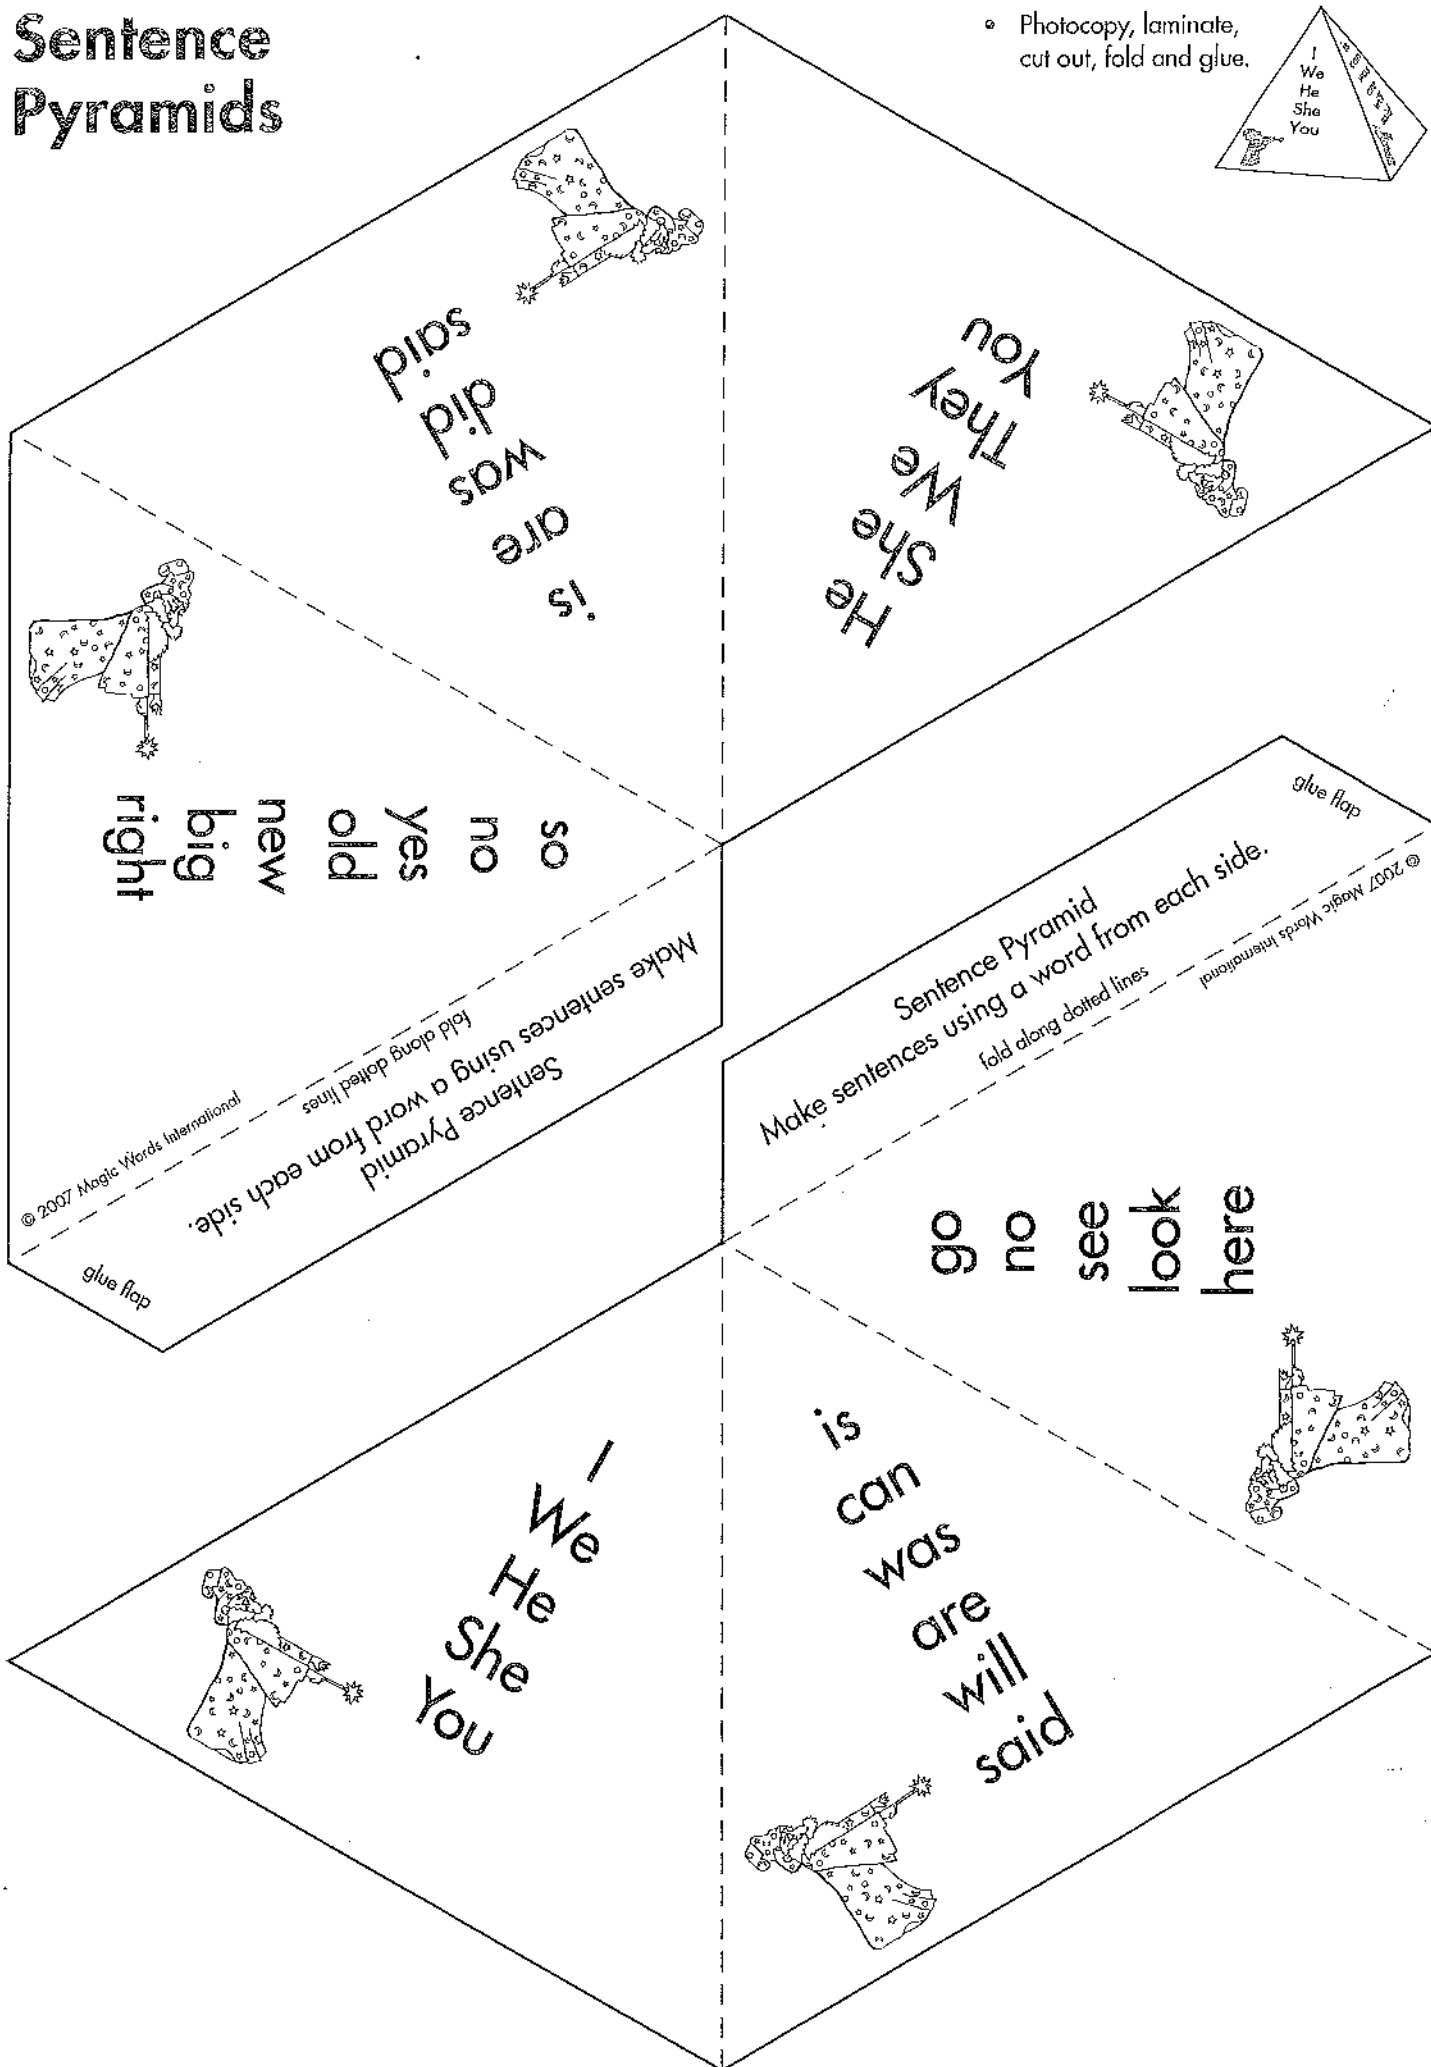 Sentence
Pyramids
• Photocopy, laminate,
cut out, fold and glue.
I
We
He
She
You
said
did
was
are
is
He
She
We
They
You
so
no
yes
old
new
big
right
© 2007 Magic Words International
fold along dotted lines
Make sentences using a word from each side.
Sentence Pyramid
glue flap
glue flap
Sentence Pyramid
Make sentences using a word from each side.
fold along dotted lines
© 2007 Magic Words International
go
no
see
look
here
I
We
He
She
You
is
can
was
are
will
said